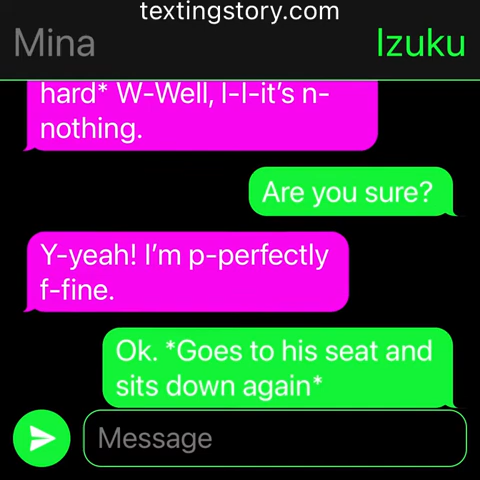 textingstory.com
Mina
Izuku
hard* W-Well, I-I-it's n-
nothing.
Are you sure?
Y-yeah! I'm p-perfectly
f-fine.
Ok. *Goes to his seat and
sits down again*
Message